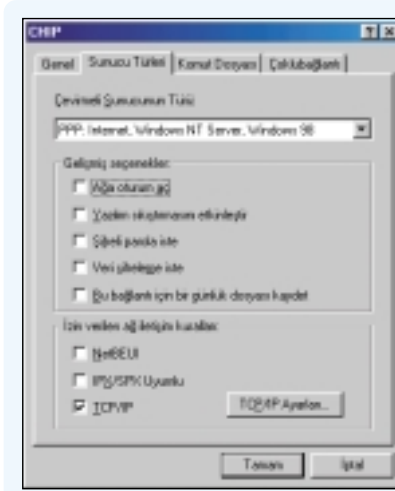 CHIP
Genel Sunucu Türleri Komut Dosyası Çoklubağlantı
Çevirmeli Sunucunun Türü:
PPP: Internet, Windows NT Server, Windows 98
Gelişmiş seçenekler:
Ağa oturum aç
Yazılım sıkıştırmasını etkinleştir
Şifreli parola iste
Veri şifrelemesi iste
Bu bağlantı için bir günlük dosyası kaydet
İzin verilen ağ iletişim kuralları:
NetBEUI
IPX/SPX Uyumlu
TCP/IP
TCP/IP Ayarları...
Tamam İptal